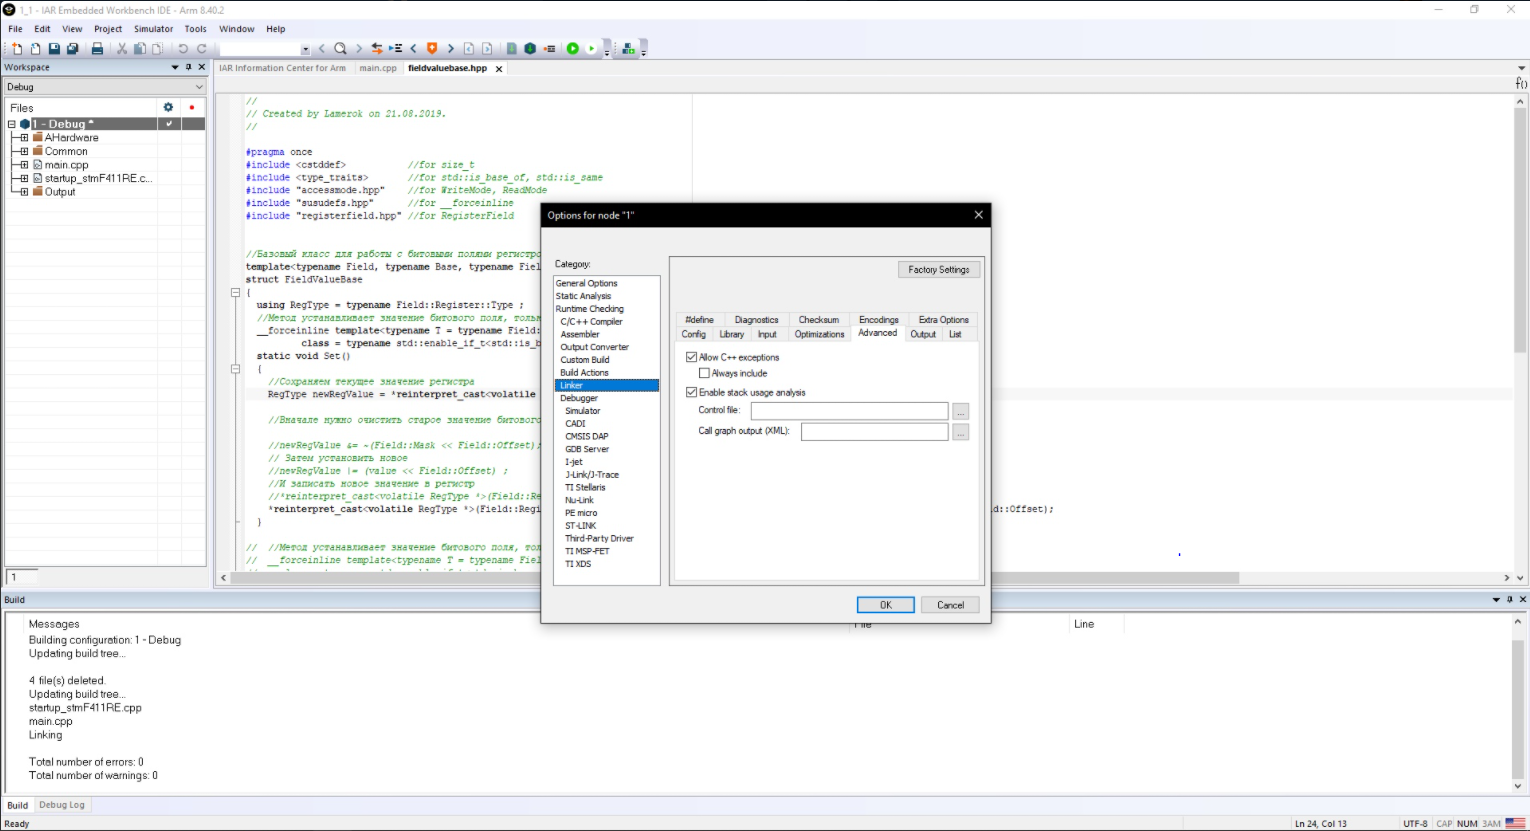 1_1 - IAR Embedded Workbench IDE - Arm 8.40.2
File Edit View Project Simulator Tools Window Help
Workspace
IAR Information Center for Arm main.cpp fieldvaluebase.hpp
Debug
f()
Files
1 - Debug *
AHardware
Common
main.cpp
startup_stmF411RE.c...
Output
1
//
// Created by Lamerok on 21.08.2019.
//
#pragma once
#include <cstddef> //for size_t
#include <type_traits> //for std::is_base_of, std::is_same
#include "accessmode.hpp" //for WriteMode, ReadMode
#include "susudefs.hpp" //for __forceinline
#include "registerfield.hpp" //for RegisterField
//Базовый класс для работы с битовыми полями регистро
template<typename Field, typename Base, typename Fiel
struct FieldValueBase
{
using RegType = typename Field::Register::Type ;
//Метод устанавливает значение битового поля, только
__forceinline template<typename T = typename Field:
class = typename std::enable_if_t<std::is_b
static void Set()
{
//Сохраняем текущее значение регистра
RegType newRegValue = *reinterpret_cast<volatile
//Вначале нужно очистить старое значение битового
//newRegValue &= ~(Field::Mask << Field::Offset);
// Затем установить новое
//newRegValue |= (value << Field::Offset) ;
//И записать новое значение в регистр
//*reinterpret_cast<volatile RegType *>(Field::Re
*reinterpret_cast<volatile RegType *>(Field::Regi d::Offset);
}
// //Метод устанавливает значение битового поля, тол
// __forceinline template<typename T = typename Fiel
Options for node "1"
Category:
Factory Settings
General Options
Static Analysis
Runtime Checking
C/C++ Compiler
Assembler
Output Converter
Custom Build
Build Actions
Linker
Debugger
Simulator
CADI
CMSIS DAP
GDB Server
I-jet
J-Link/J-Trace
TI Stellaris
Nu-Link
PE micro
ST-LINK
Third-Party Driver
TI MSP-FET
TI XDS
#define Diagnostics Checksum Encodings Extra Options
Config Library Input Optimizations Advanced Output List
Allow C++ exceptions
Always include
Enable stack usage analysis
Control file: ...
Call graph output (XML): ...
OK Cancel
Build
Messages File Line
Building configuration: 1 - Debug
Updating build tree...
4 file(s) deleted.
Updating build tree...
startup_stmF411RE.cpp
main.cpp
Linking
Total number of errors: 0
Total number of warnings: 0
Build Debug Log
Ready Ln 24, Col 13 UTF-8 CAP NUM ЗАМ